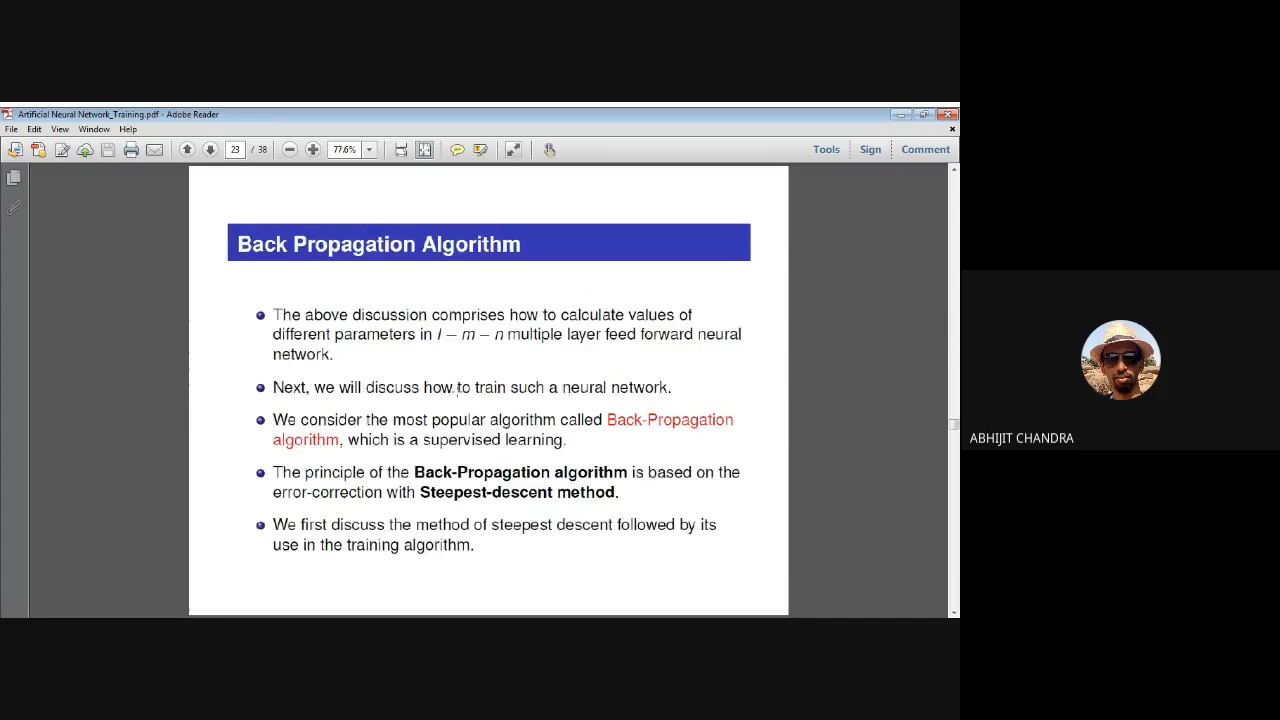 Artificial Neural Network_Training.pdf - Adobe Reader
File Edit View Window Help
23 / 38 77.6% Tools Sign Comment
Back Propagation Algorithm
The above discussion comprises how to calculate values of
different parameters in l − m − n multiple layer feed forward neural
network.
Next, we will discuss how to train such a neural network.
We consider the most popular algorithm called Back-Propagation
algorithm, which is a supervised learning.
The principle of the Back-Propagation algorithm is based on the
error-correction with Steepest-descent method.
We first discuss the method of steepest descent followed by its
use in the training algorithm.
ABHIJIT CHANDRA